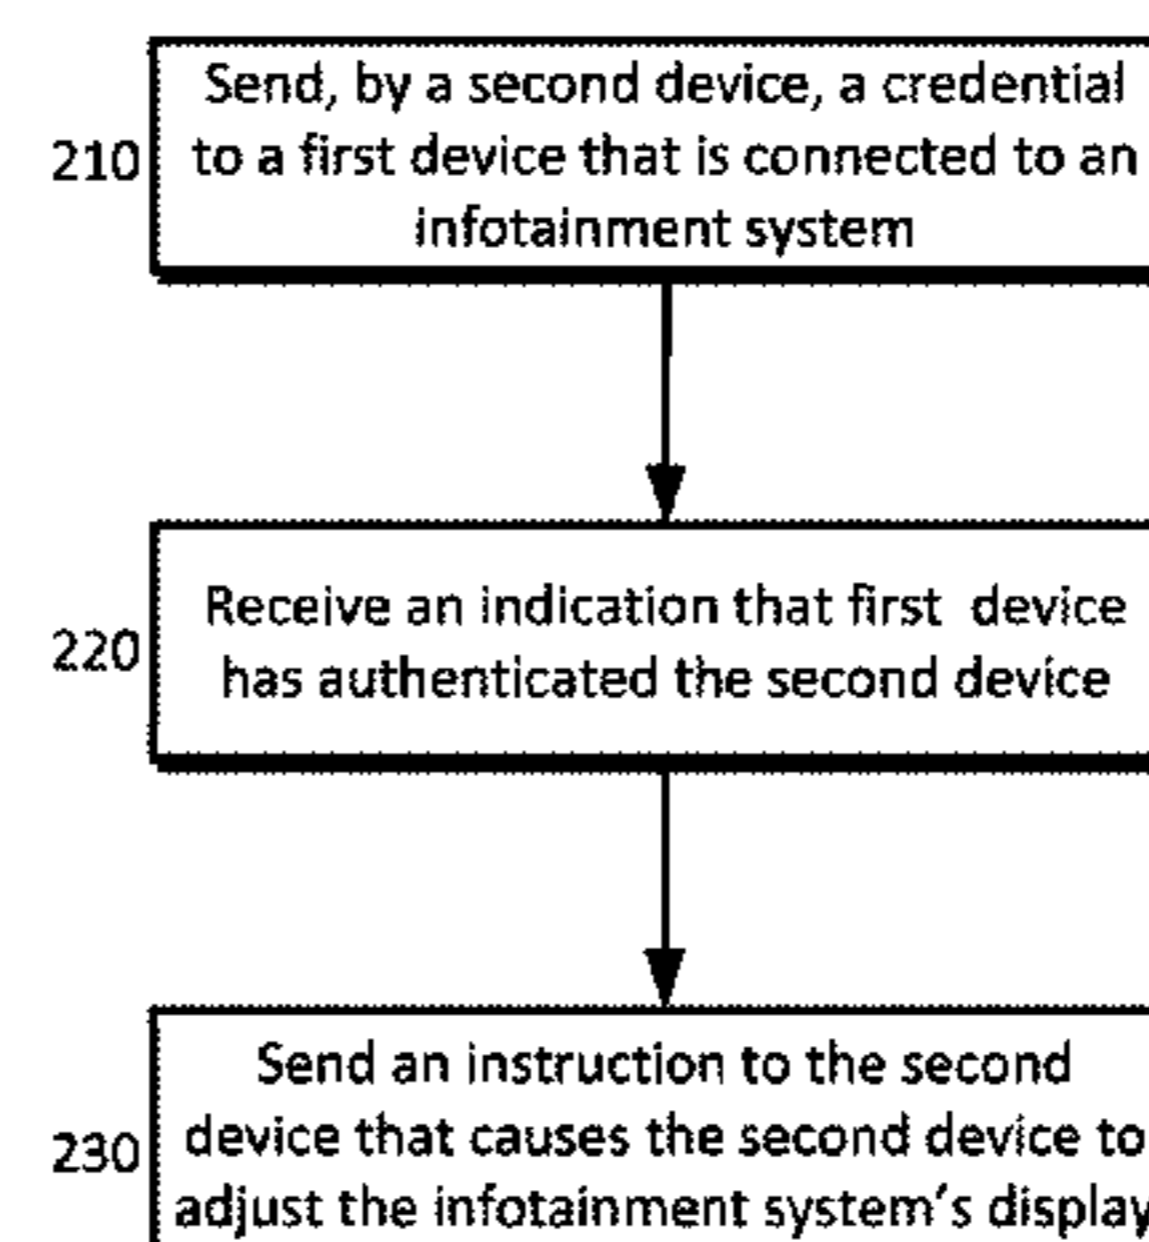 Send, by a second device, a credential
210
to a first device that is connected to an
infotainment system
Receive an indication that first device
220
has authenticated the second device
Send an instruction to the second
230
device that causes the second device to
adjust the infotainment system's display